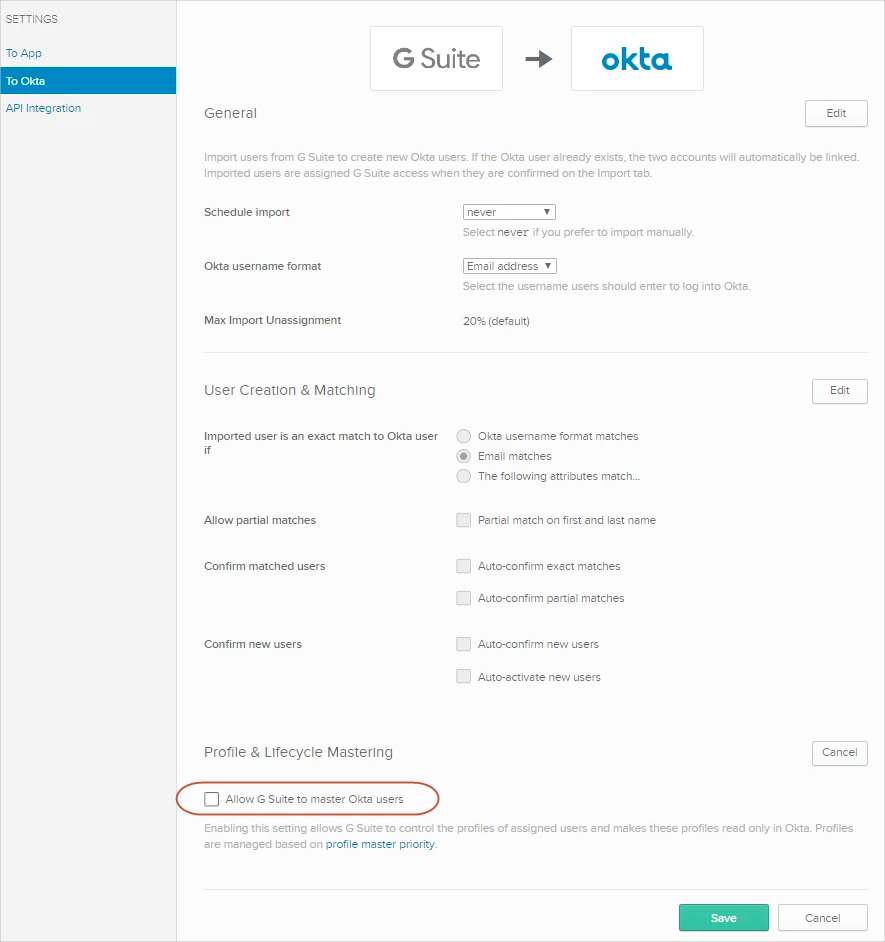 SETTINGS
To App
To Okta
API Integration
G Suite
okta
General
Edit
Import users from G Suite to create new Okta users. If the Okta user already exists, the two accounts will automatically be linked.
Imported users are assigned G Suite access when they are confirmed on the Import tab.
Schedule import
never
Select never if you prefer to import manually.
Okta username format
Email address
Select the username users should enter to log into Okta.
Max Import Unassignment
20% (default)
User Creation & Matching
Edit
Imported user is an exact match to Okta user
if
Okta username format matches
Email matches
The following attributes match...
Allow partial matches
Partial match on first and last name
Confirm matched users
Auto-confirm exact matches
Auto-confirm partial matches
Confirm new users
Auto-confirm new users
Auto-activate new users
Profile & Lifecycle Mastering
Cancel
Allow G Suite to master Okta users
Enabling this setting allows G Suite to control the profiles of assigned users and makes these profiles read only in Okta. Profiles
are managed based on profile master priority.
Save
Cancel